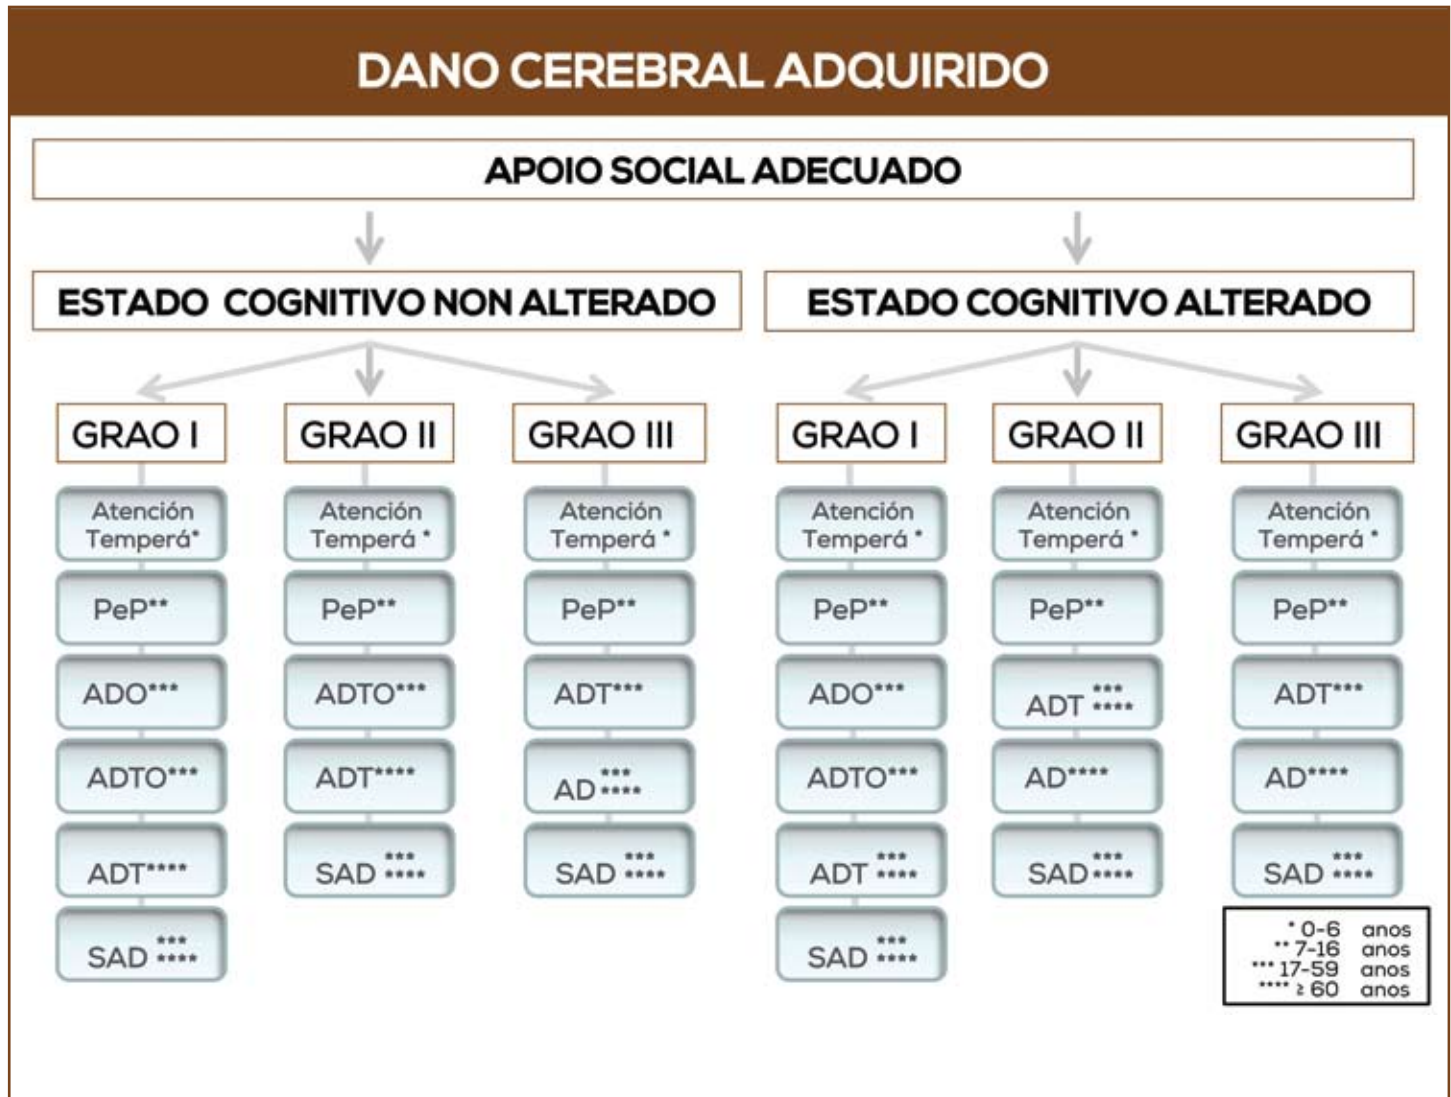 DANO CEREBRAL ADQUIRIDO
APOIO SOCIAL ADECUADO
ESTADO COGNITIVO NON ALTERADO
ESTADO COGNITIVO ALTERADO
GRAO I
Atención
Temperá*
PeP**
ADO***
ADTO***
ADT****
SAD ***
****
GRAO II
Atención
Temperá *
PeP**
ADTO***
ADT****
SAD ***
****
GRAO III
Atención
Temperá *
PeP**
ADT***
AD ***
****
SAD ***
****
GRAO I
Atención
Temperá *
PeP**
ADO***
ADTO***
ADT ***
****
SAD ***
****
GRAO II
Atención
Temperá *
PeP**
ADT ***
****
AD****
SAD ***
****
GRAO III
Atención
Temperá *
PeP**
ADT***
AD****
SAD ***
****
* 0-6 anos
** 7-16 anos
*** 17-59 anos
**** ≥ 60 anos